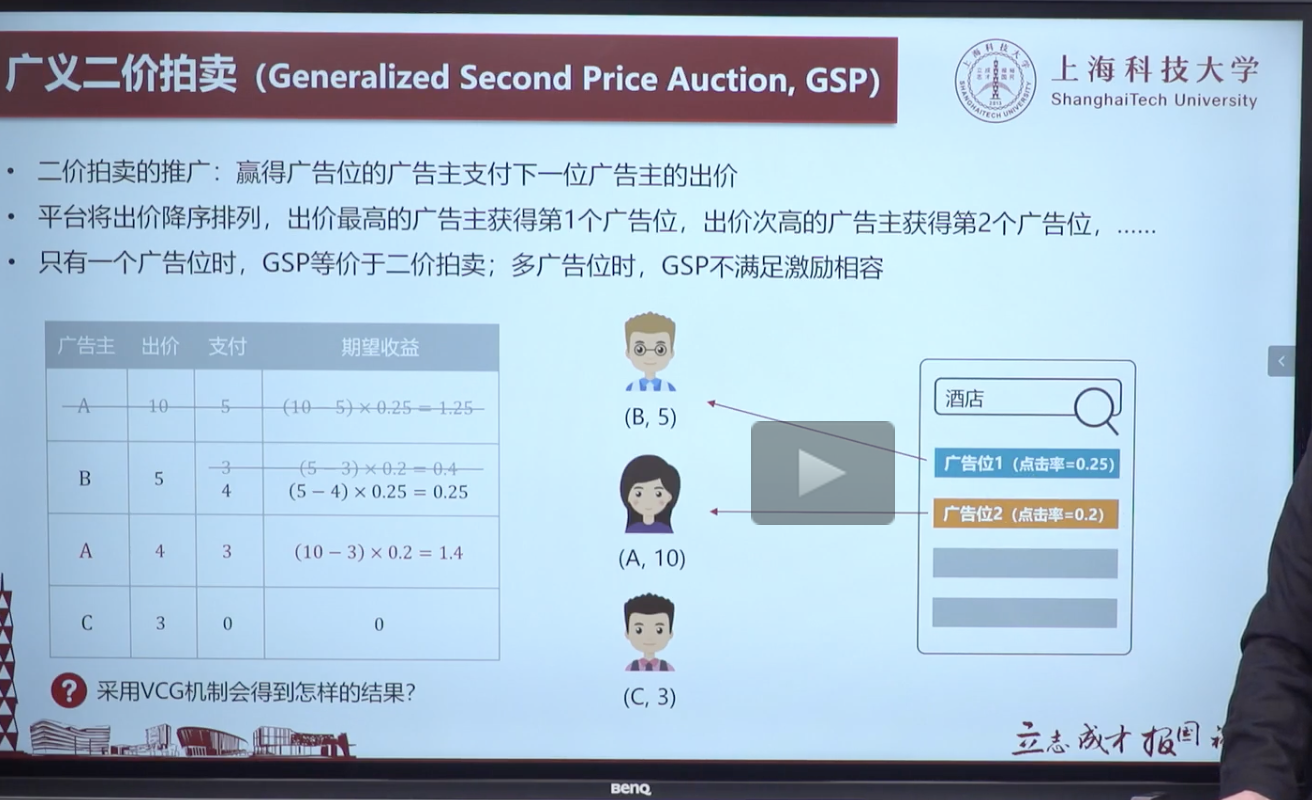 广义二价拍卖（Generalized Second Price Auction, GSP）
上海科技大学
ShanghaiTech University
• 二价拍卖的推广：赢得广告位的广告主支付下一位广告主的出价
• 平台将出价降序排列，出价最高的广告主获得第1个广告位，出价次高的广告主获得第2个广告位，......
• 只有一个广告位时，GSP等价于二价拍卖；多广告位时，GSP不满足激励相容
广告主 出价 支付 期望收益
A 10 5 (10 − 5) × 0.25 = 1.25
B 5 3 (5 − 3) × 0.2 = 0.4
4 (5 − 4) × 0.25 = 0.25
A 4 3 (10 − 3) × 0.2 = 1.4
C 3 0 0
(B, 5)
(A, 10)
(C, 3)
酒店
广告位1（点击率=0.25）
广告位2（点击率=0.2）
? 采用VCG机制会得到怎样的结果？
立志成才报国
BenQ